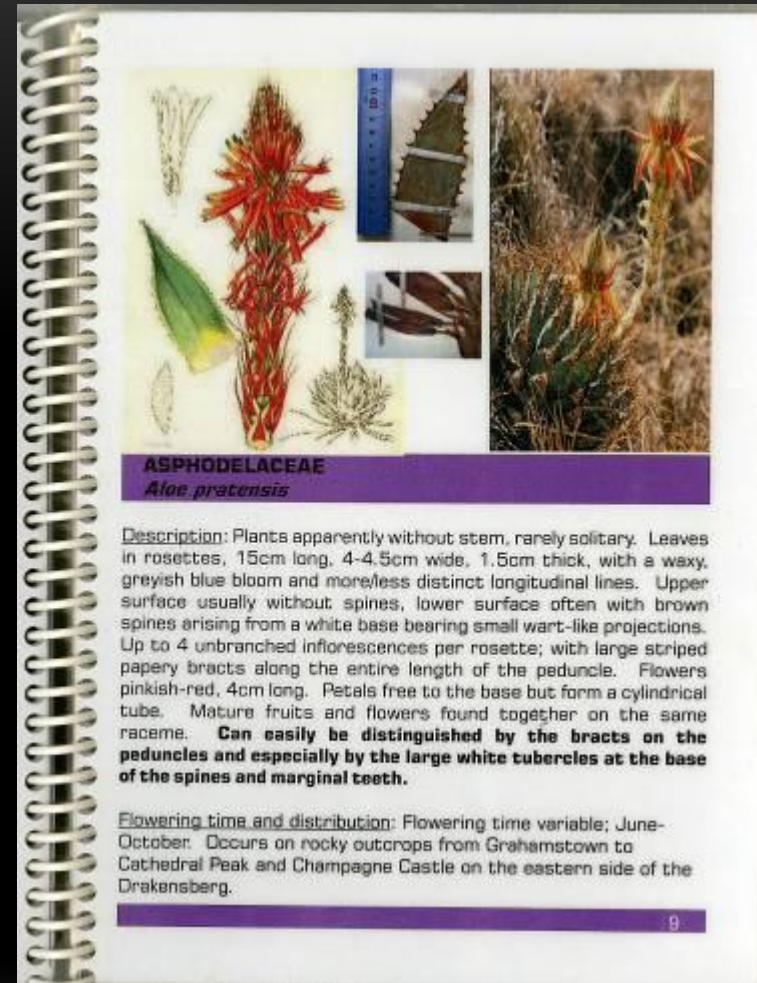 ASPHODELACEAE
Aloe pratensis
Description: Plants apparently without stem, rarely solitary. Leaves
in rosettes, 15cm long, 4-4.5cm wide, 1.5cm thick, with a waxy,
greyish blue bloom and more/less distinct longitudinal lines. Upper
surface usually without spines, lower surface often with brown
spines arising from a white base bearing small wart-like projections.
Up to 4 unbranched inflorescences per rosette; with large striped
papery bracts along the entire length of the peduncle. Flowers
pinkish-red, 4cm long. Petals free to the base but form a cylindrical
tube. Mature fruits and flowers found together on the same
raceme. Can easily be distinguished by the bracts on the
peduncles and especially by the large white tubercles at the base
of the spines and marginal teeth.
Flowering time and distribution: Flowering time variable; June-
October. Occurs on rocky outcrops from Grahamstown to
Cathedral Peak and Champagne Castle on the eastern side of the
Drakensberg.
9